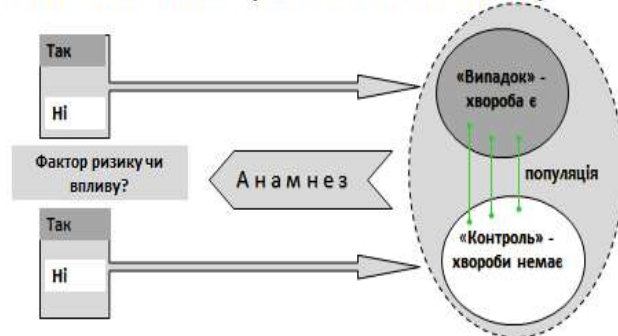 Так
Ні
«Випадок» -
хвороба є
Фактор ризику чи
впливу?
Анамнез
популяція
Так
Ні
«Контроль» -
хвороби немає